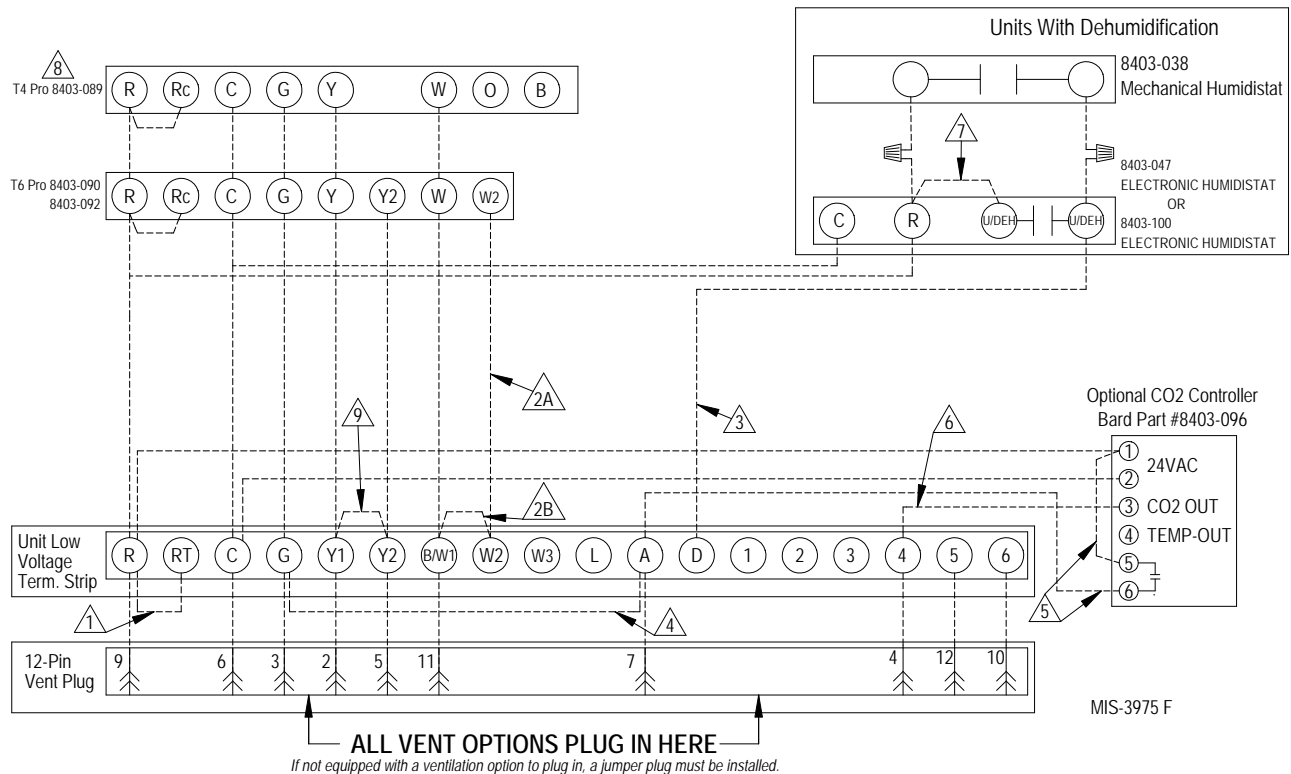 Units With Dehumidification
8403-038
Mechanical Humidistat
8
T4 Pro 8403-089
R Rc C G Y W O B
7
8403-047
ELECTRONIC HUMIDISTAT
OR
8403-100
ELECTRONIC HUMIDISTAT
T6 Pro 8403-090
8403-092
R Rc C G Y Y2 W W2
C R U/DEH U/DEH
2A
9
3
6
2B
Optional CO2 Controller
Bard Part #8403-096
1
24VAC
2
3 CO2 OUT
4 TEMP-OUT
5
6
5
Unit Low
Voltage
Term. Strip
R RT C G Y1 Y2 B/W1 W2 W3 L A D 1 2 3 4 5 6
1
4
12-Pin
Vent Plug
9 6 3 2 5 11 7 4 12 10
MIS-3975 F
ALL VENT OPTIONS PLUG IN HERE
If not equipped with a ventilation option to plug in, a jumper plug must be installed.